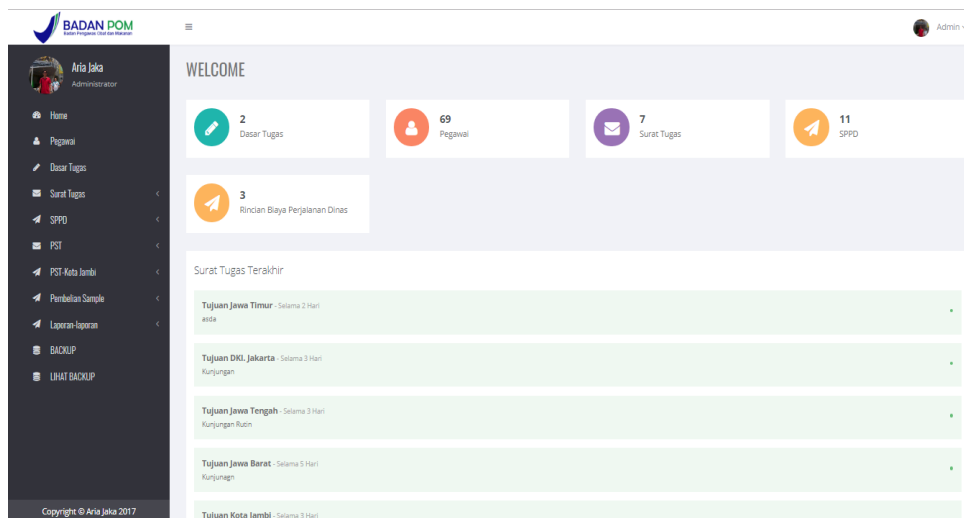 BADAN POM
Badan Pengawas Obat dan Makanan
Admin
Aria Jaka
Administrator
Home
Pegawai
Dasar Tugas
Surat Tugas
SPPD
PST
PST-Kota Jambi
Pembelian Sample
Laporan-laporan
BACKUP
LIHAT BACKUP
Copyright © Aria Jaka 2017
WELCOME
2
Dasar Tugas
69
Pegawai
7
Surat Tugas
11
SPPD
3
Rincian Biaya Perjalanan Dinas
Surat Tugas Terakhir
Tujuan Jawa Timur - Selama 2 Hari
asda
Tujuan DKI. Jakarta - Selama 3 Hari
Kunjungan
Tujuan Jawa Tengah - Selama 3 Hari
Kunjungan Rutin
Tujuan Jawa Barat - Selama 5 Hari
Kunjunagn
Tujuan Kota Jambi - Selama 3 Hari